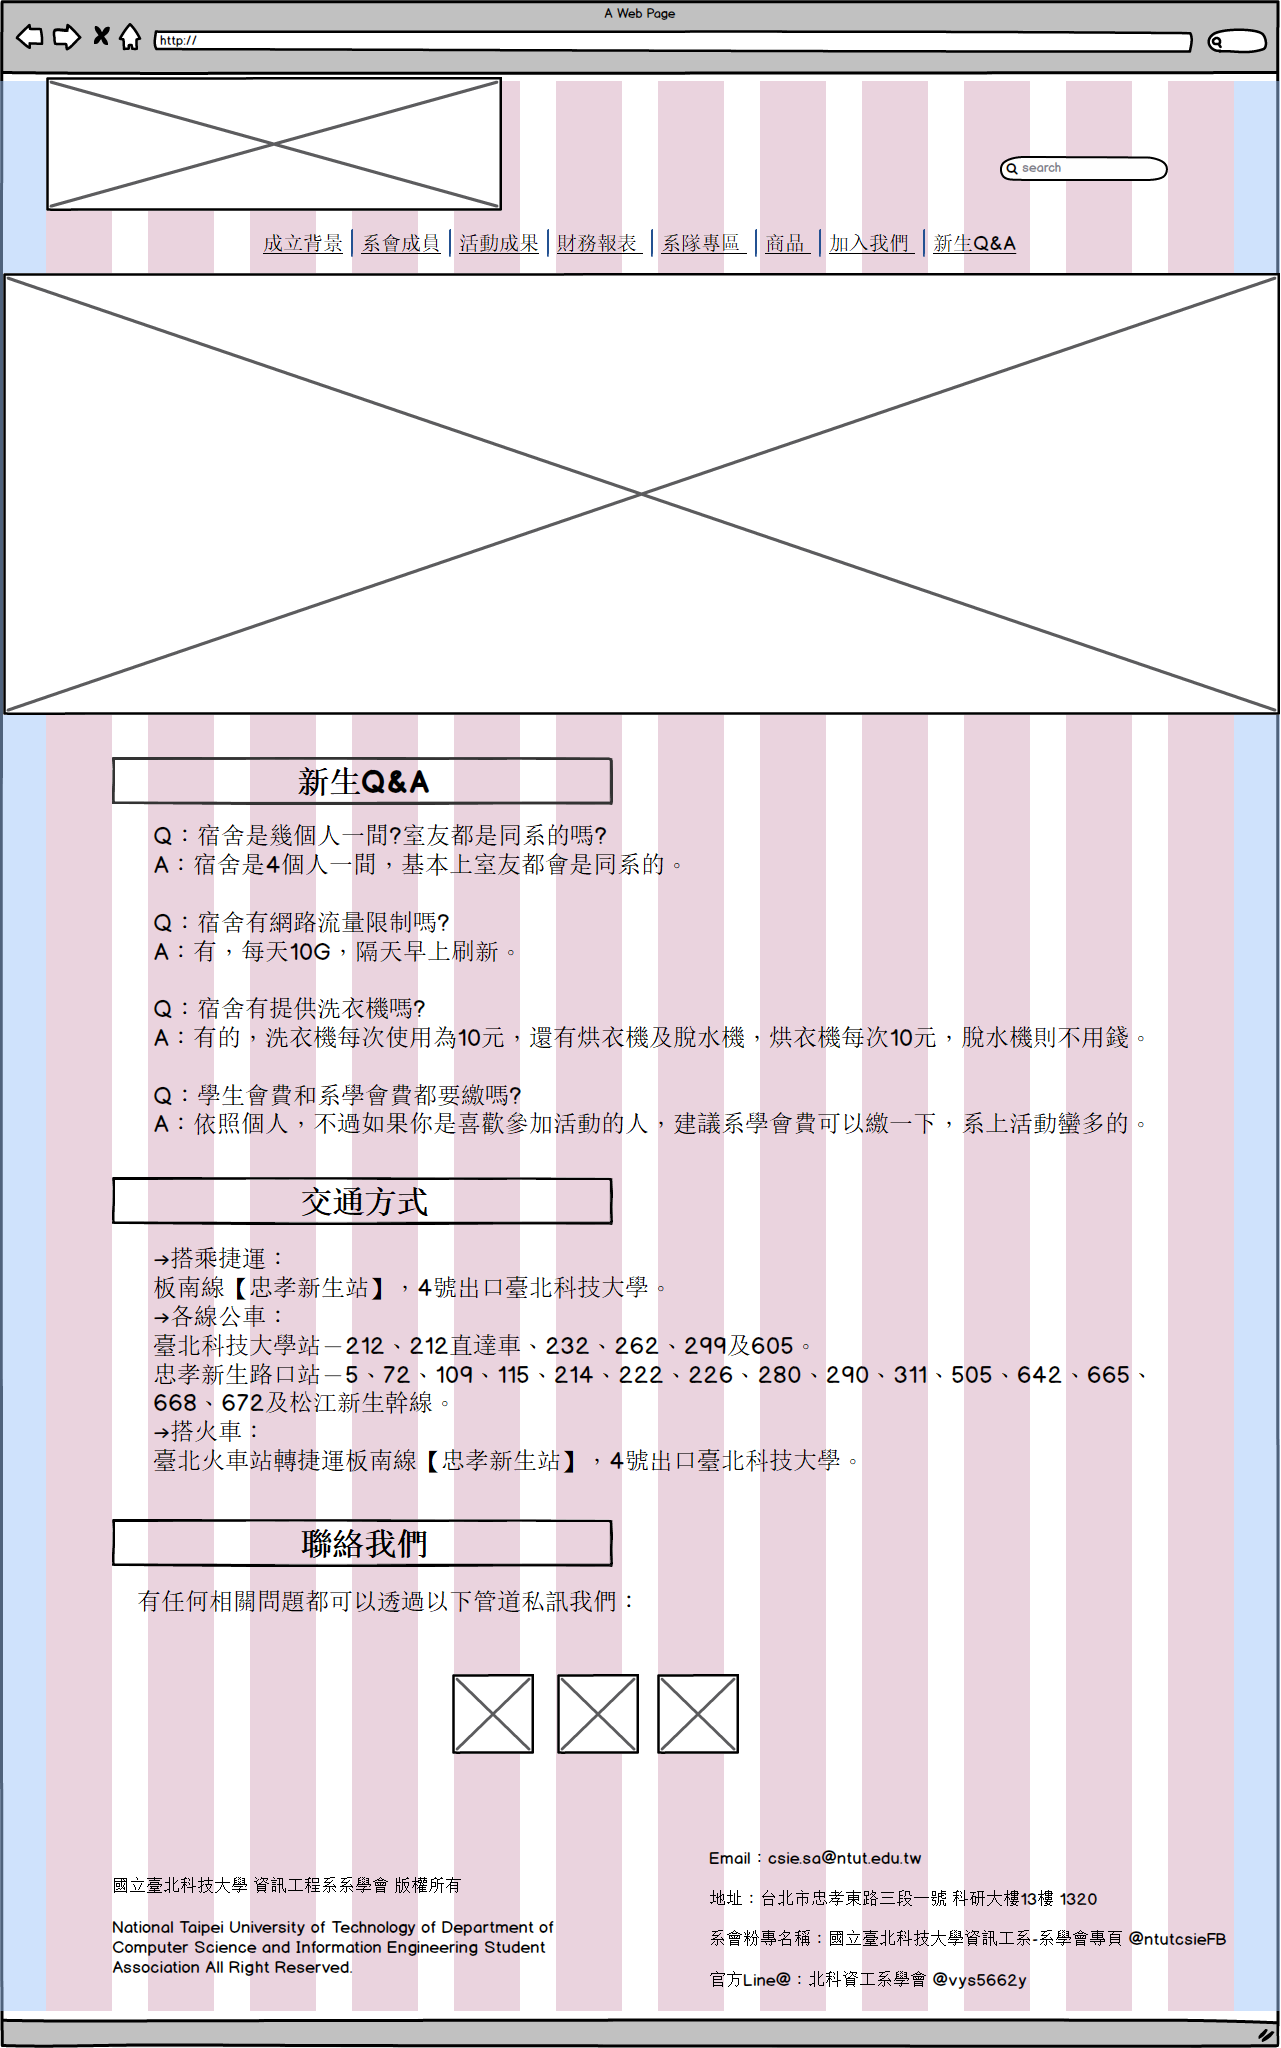 A Web Page
http://
search
成立背景 系會成員 活動成果 財務報表 系隊專區 商品 加入我們 新生Q&A
新生Q&A
Q：宿舍是幾個人一間?室友都是同系的嗎?
A：宿舍是4個人一間，基本上室友都會是同系的。
Q：宿舍有網路流量限制嗎?
A：有，每天10G，隔天早上刷新。
Q：宿舍有提供洗衣機嗎?
A：有的，洗衣機每次使用為10元，還有烘衣機及脫水機，烘衣機每次10元，脫水機則不用錢。
Q：學生會費和系學會費都要繳嗎?
A：依照個人，不過如果你是喜歡參加活動的人，建議系學會費可以繳一下，系上活動蠻多的。
交通方式
→搭乘捷運：
板南線【忠孝新生站】，4號出口臺北科技大學。
→各線公車：
臺北科技大學站－212、212直達車、232、262、299及605。
忠孝新生路口站－5、72、109、115、214、222、226、280、290、311、505、642、665、
668、672及松江新生幹線。
→搭火車：
臺北火車站轉捷運板南線【忠孝新生站】，4號出口臺北科技大學。
聯絡我們
有任何相關問題都可以透過以下管道私訊我們：
國立臺北科技大學 資訊工程系系學會 版權所有
National Taipei University of Technology of Department of
Computer Science and Information Engineering Student
Association All Right Reserved.
Email：csie.sa@ntut.edu.tw
地址：台北市忠孝東路三段一號 科研大樓13樓 1320
系會粉專名稱：國立臺北科技大學資訊工系-系學會專頁 @ntutcsieFB
官方Line@：北科資工系學會 @vys5662y